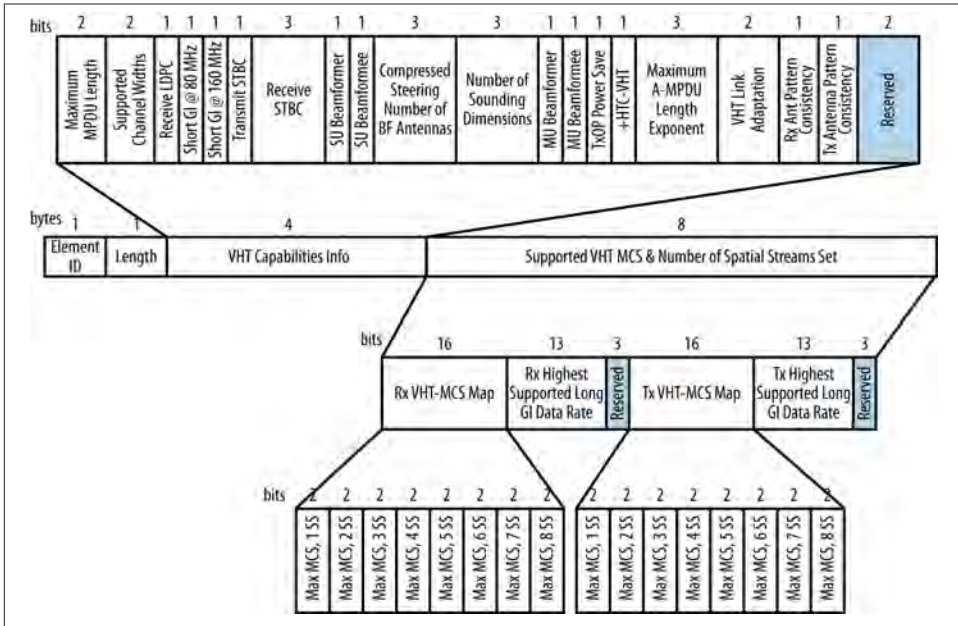 bits 2 2 1 1 1 1 3 1 1 3 3 1 1 1 1 3 2 1 1 2
Maximum
MPDU Length
Supported
Channel Widths
Receive LDPC
Short GI @ 80 MHz
Short GI @ 160 MHz
Transmit STBC
Receive
STBC
SU Beamformer
SU Beamformee
Compressed
Steering
Number of
BF Antennas
Number of
Sounding
Dimensions
MU Beamformer
MU Beamformee
TxOP Power Save
+HTC-VHT
Maximum
A-MPDU
Length
Exponent
VHT Link
Adaptation
Rx Ant Pattern
Consistency
Tx Antenna Pattern
Consistency
Reserved
bytes 1 1 4 8
Element
ID
Length
VHT Capabilities Info
Supported VHT MCS & Number of Spatial Streams Set
bits 16 13 3 16 13 3
Rx VHT-MCS Map
Rx Highest
Supported Long
GI Data Rate
Reserved
Tx VHT-MCS Map
Tx Highest
Supported Long
GI Data Rate
Reserved
bits 2 2 2 2 2 2 2 2 2 2 2 2 2 2 2 2
Max MCS, 1 SS
Max MCS, 2 SS
Max MCS, 3 SS
Max MCS, 4 SS
Max MCS, 5 SS
Max MCS, 6 SS
Max MCS, 7 SS
Max MCS, 8 SS
Max MCS, 1 SS
Max MCS, 2 SS
Max MCS, 3 SS
Max MCS, 4 SS
Max MCS, 5 SS
Max MCS, 6 SS
Max MCS, 7 SS
Max MCS, 8 SS